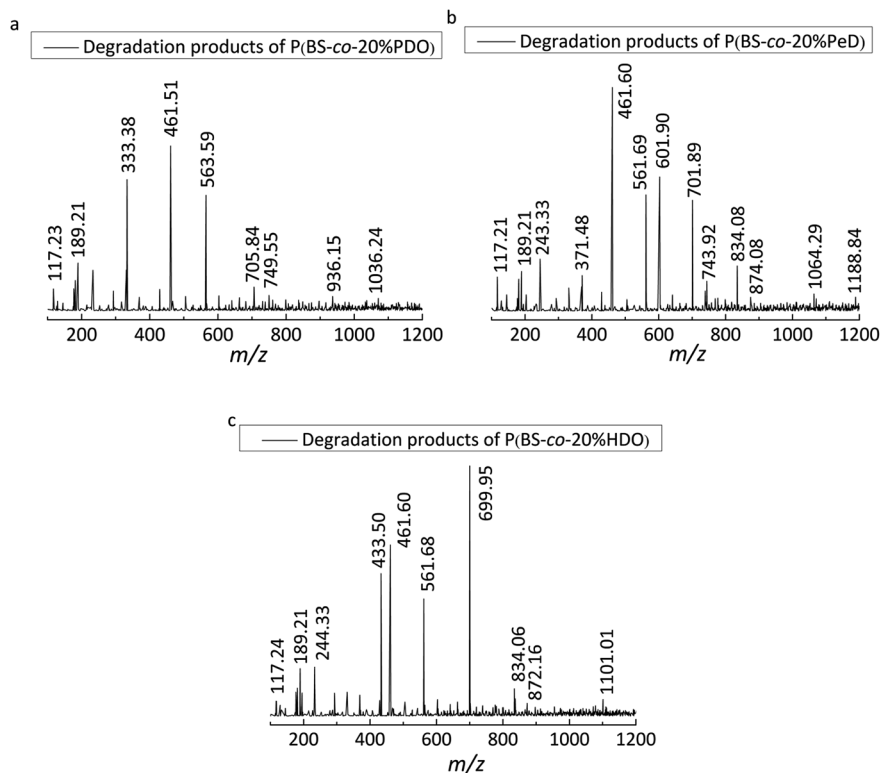 a
Degradation products of P(BS-co-20%PDO)
117.23
189.21
333.38
461.51
563.59
705.84
749.55
936.15
1036.24
200 400 600 800 1000 1200
m/z
b
Degradation products of P(BS-co-20%PeD)
117.21
189.21
243.33
371.48
461.60
561.69
601.90
701.89
743.92
834.08
874.08
1064.29
1188.84
200 400 600 800 1000 1200
m/z
c
Degradation products of P(BS-co-20%HDO)
117.24
189.21
244.33
433.50
461.60
561.68
699.95
834.06
872.16
1101.01
200 400 600 800 1000 1200
m/z